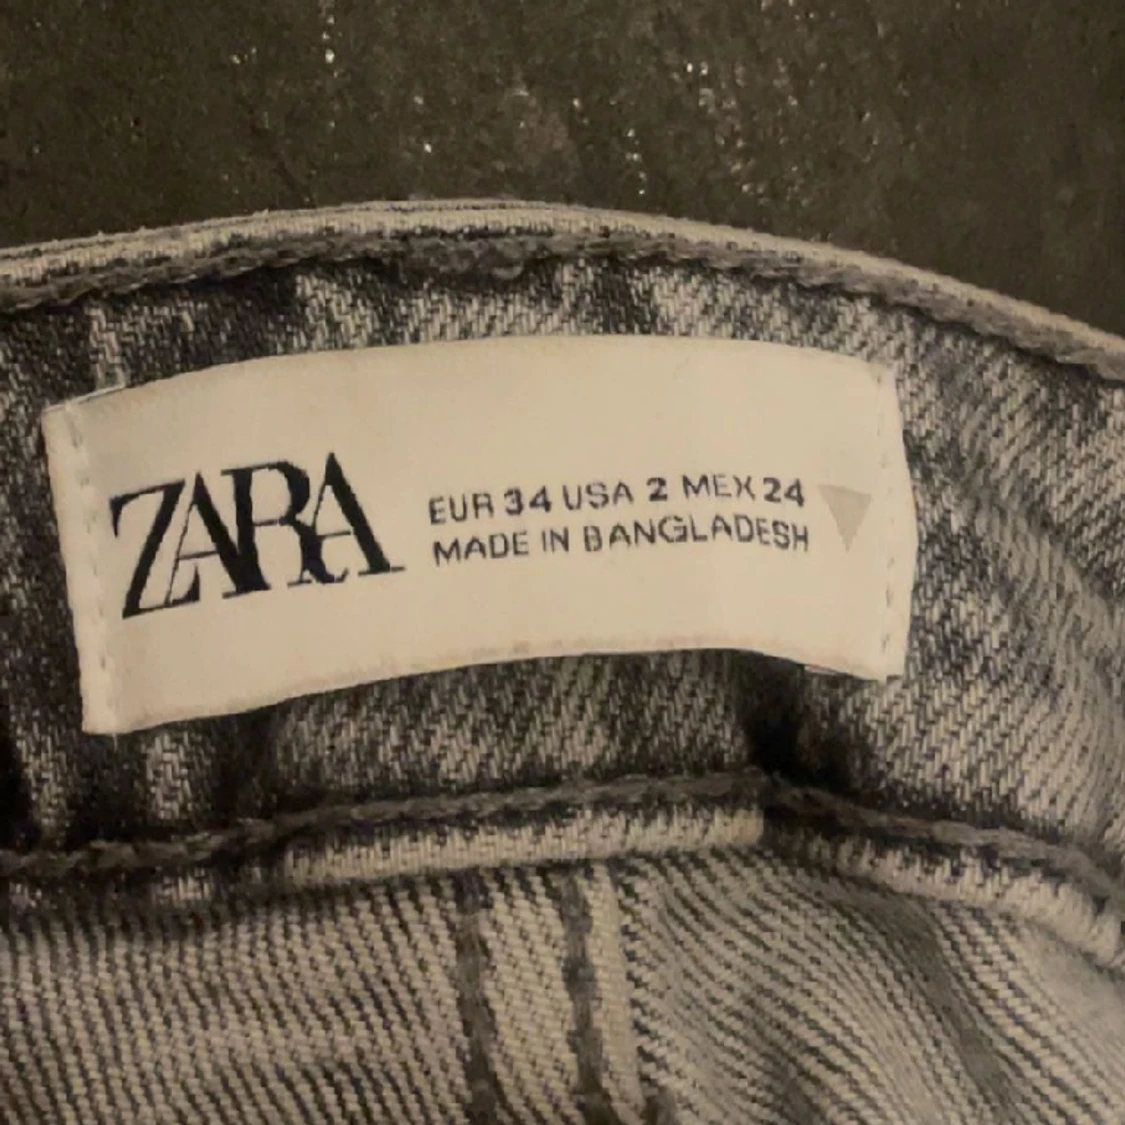 ZARA
EUR 34 USA 2 MEX 24
MADE IN BANGLADESH